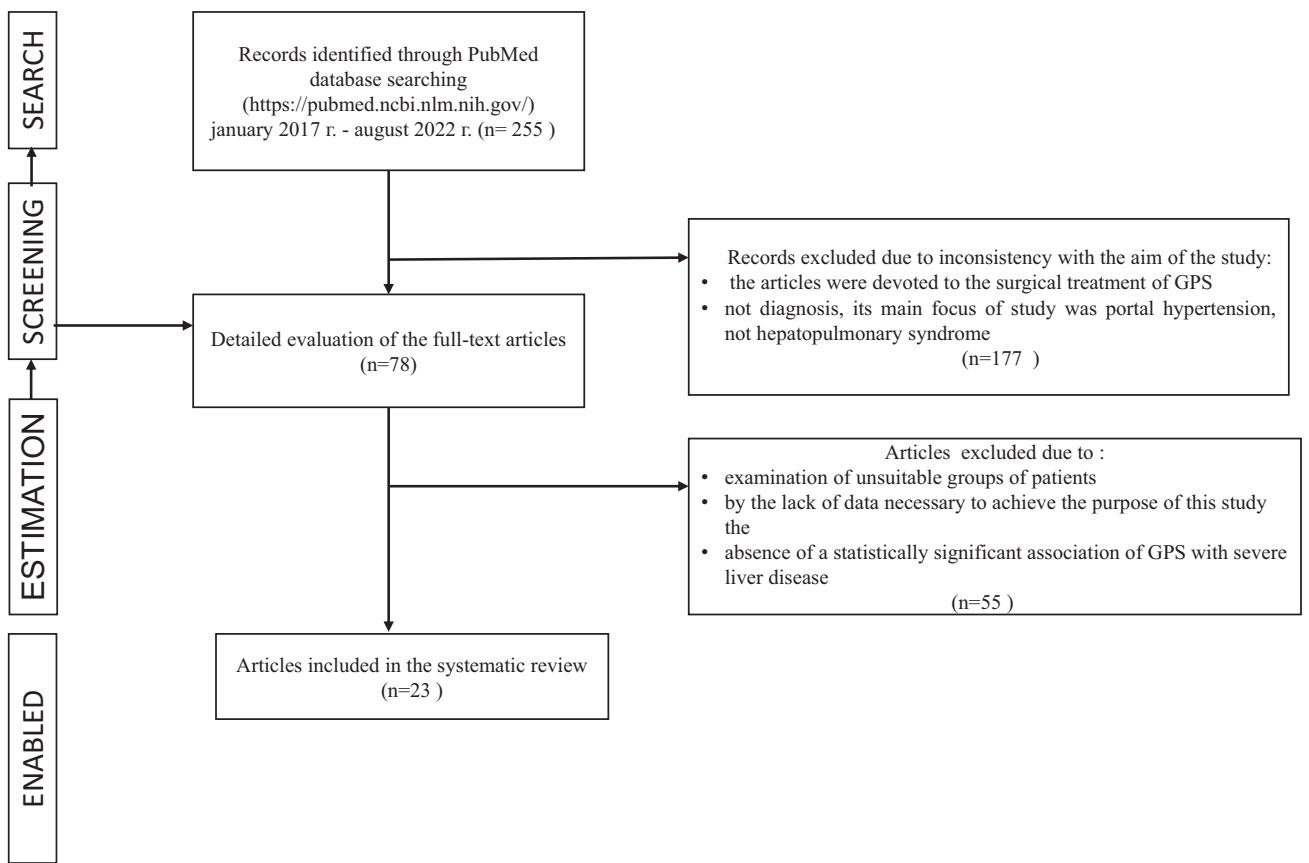 SEARCH
Records identified through PubMed
database searching
(https://pubmed.ncbi.nlm.nih.gov/)
january 2017 г. - august 2022 г. (n= 255 )
SCREENING
Records excluded due to inconsistency with the aim of the study:
• the articles were devoted to the surgical treatment of GPS
• not diagnosis, its main focus of study was portal hypertension,
not hepatopulmonary syndrome
(n=177 )
Detailed evaluation of the full-text articles
(n=78)
ESTIMATION
Articles excluded due to :
• examination of unsuitable groups of patients
• by the lack of data necessary to achieve the purpose of this study
the
• absence of a statistically significant association of GPS with severe
liver disease
(n=55 )
ENABLED
Articles included in the systematic review
(n=23 )